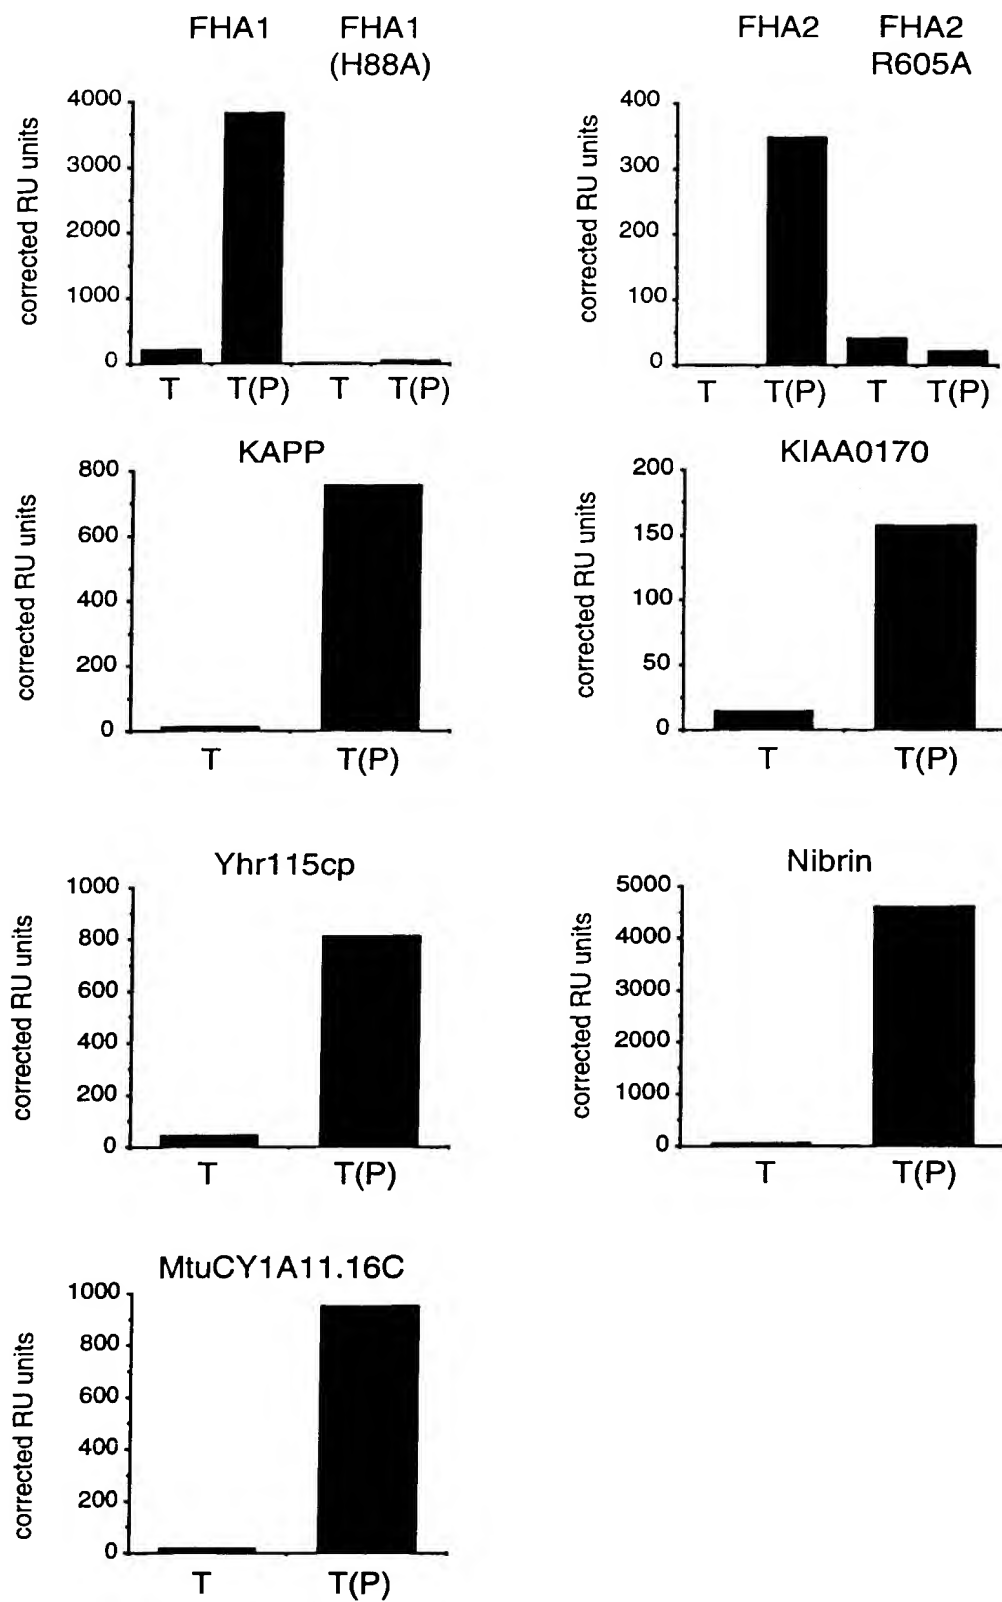 FHA1 FHA1 (H88A)
corrected RU units
4000
3000
2000
1000
0
T T(P) T T(P)
FHA2 FHA2 R605A
corrected RU units
400
300
200
100
0
T T(P) T T(P)
KAPP
corrected RU units
800
600
400
200
0
T T(P)
KIAA0170
corrected RU units
200
150
100
50
0
T T(P)
Yhr115cp
corrected RU units
1000
800
600
400
200
0
T T(P)
Nibrin
corrected RU units
5000
4000
3000
2000
1000
0
T T(P)
MtuCY1A11.16C
corrected RU units
1000
800
600
400
200
0
T T(P)